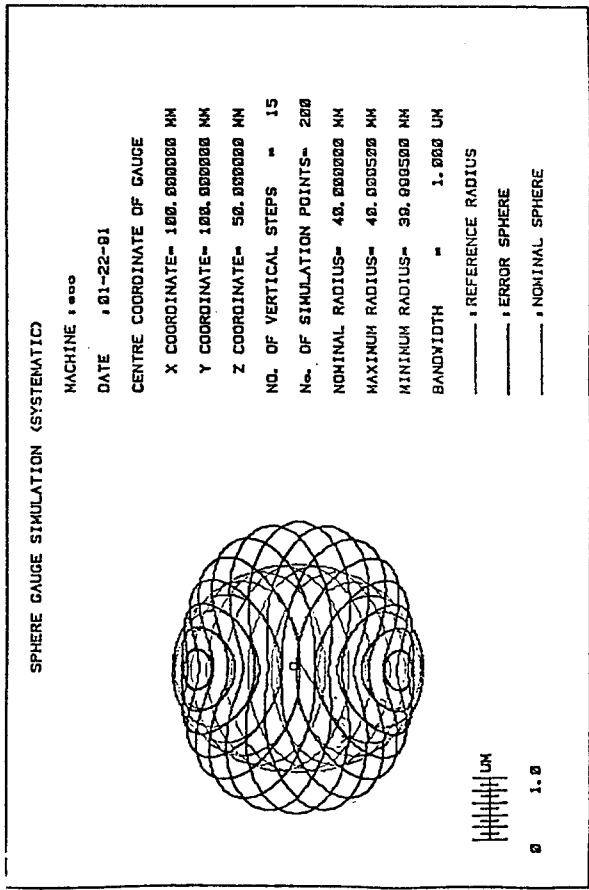 SPHERE GAUGE SIMULATION (SYSTEMATIC)
MACHINE : ooo
DATE : 01-22-91
CENTRE COORDINATE OF GAUGE
X COORDINATE= 100.000000 MM
Y COORDINATE= 100.000000 MM
Z COORDINATE= 50.000000 MM
NO. OF VERTICAL STEPS = 15
No. OF SIMULATION POINTS= 200
NOMINAL RADIUS= 40.000000 MM
MAXIMUM RADIUS= 40.000500 MM
MINIMUM RADIUS= 39.999500 MM
BANDWIDTH = 1.000 UM
: REFERENCE RADIUS
: ERROR SPHERE
: NOMINAL SPHERE
UM
0 1.0